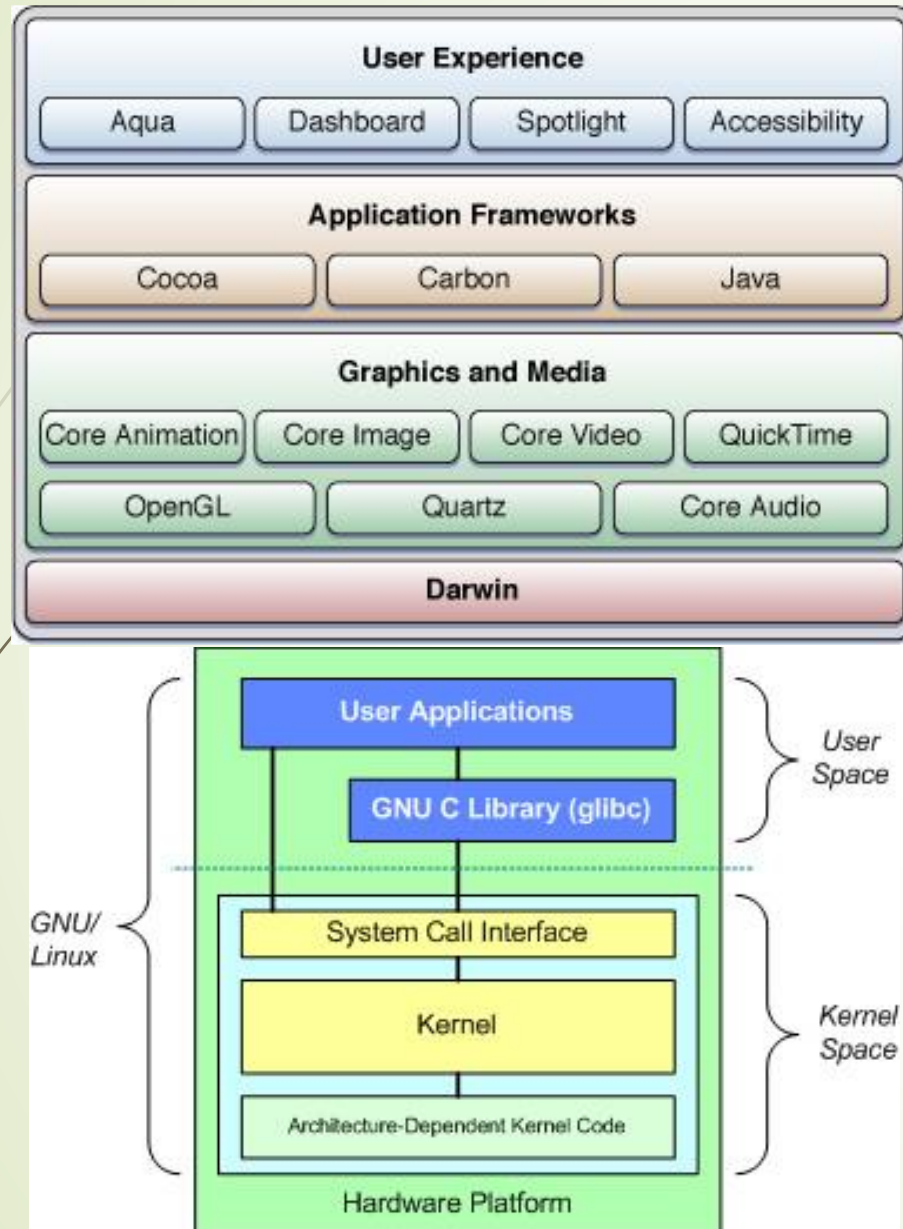 User Experience
Aqua Dashboard Spotlight Accessibility
Application Frameworks
Cocoa Carbon Java
Graphics and Media
Core Animation Core Image Core Video QuickTime
OpenGL Quartz Core Audio
Darwin
User Applications
GNU C Library (glibc)
User
Space
GNU/
Linux
System Call Interface
Kernel
Architecture-Dependent Kernel Code
Kernel
Space
Hardware Platform